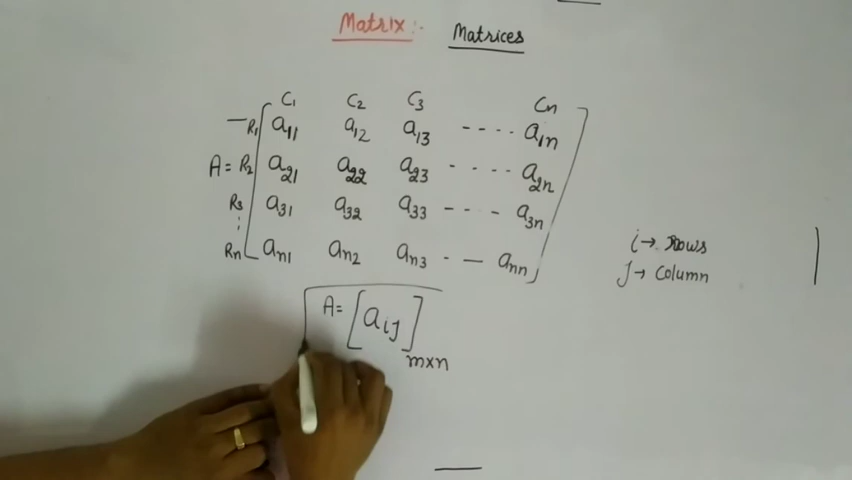 Matrix:- Matrices
C1 C2 C3 Cn
R1 a11 a12 a13 ---- a1n
A = R2 a21 a22 a23 ---- a2n
R3 a31 a32 a33 ---- a3n
⋮
Rn an1 an2 an3 - — ann
i→ rows
J→ column
A = [aij] m×n